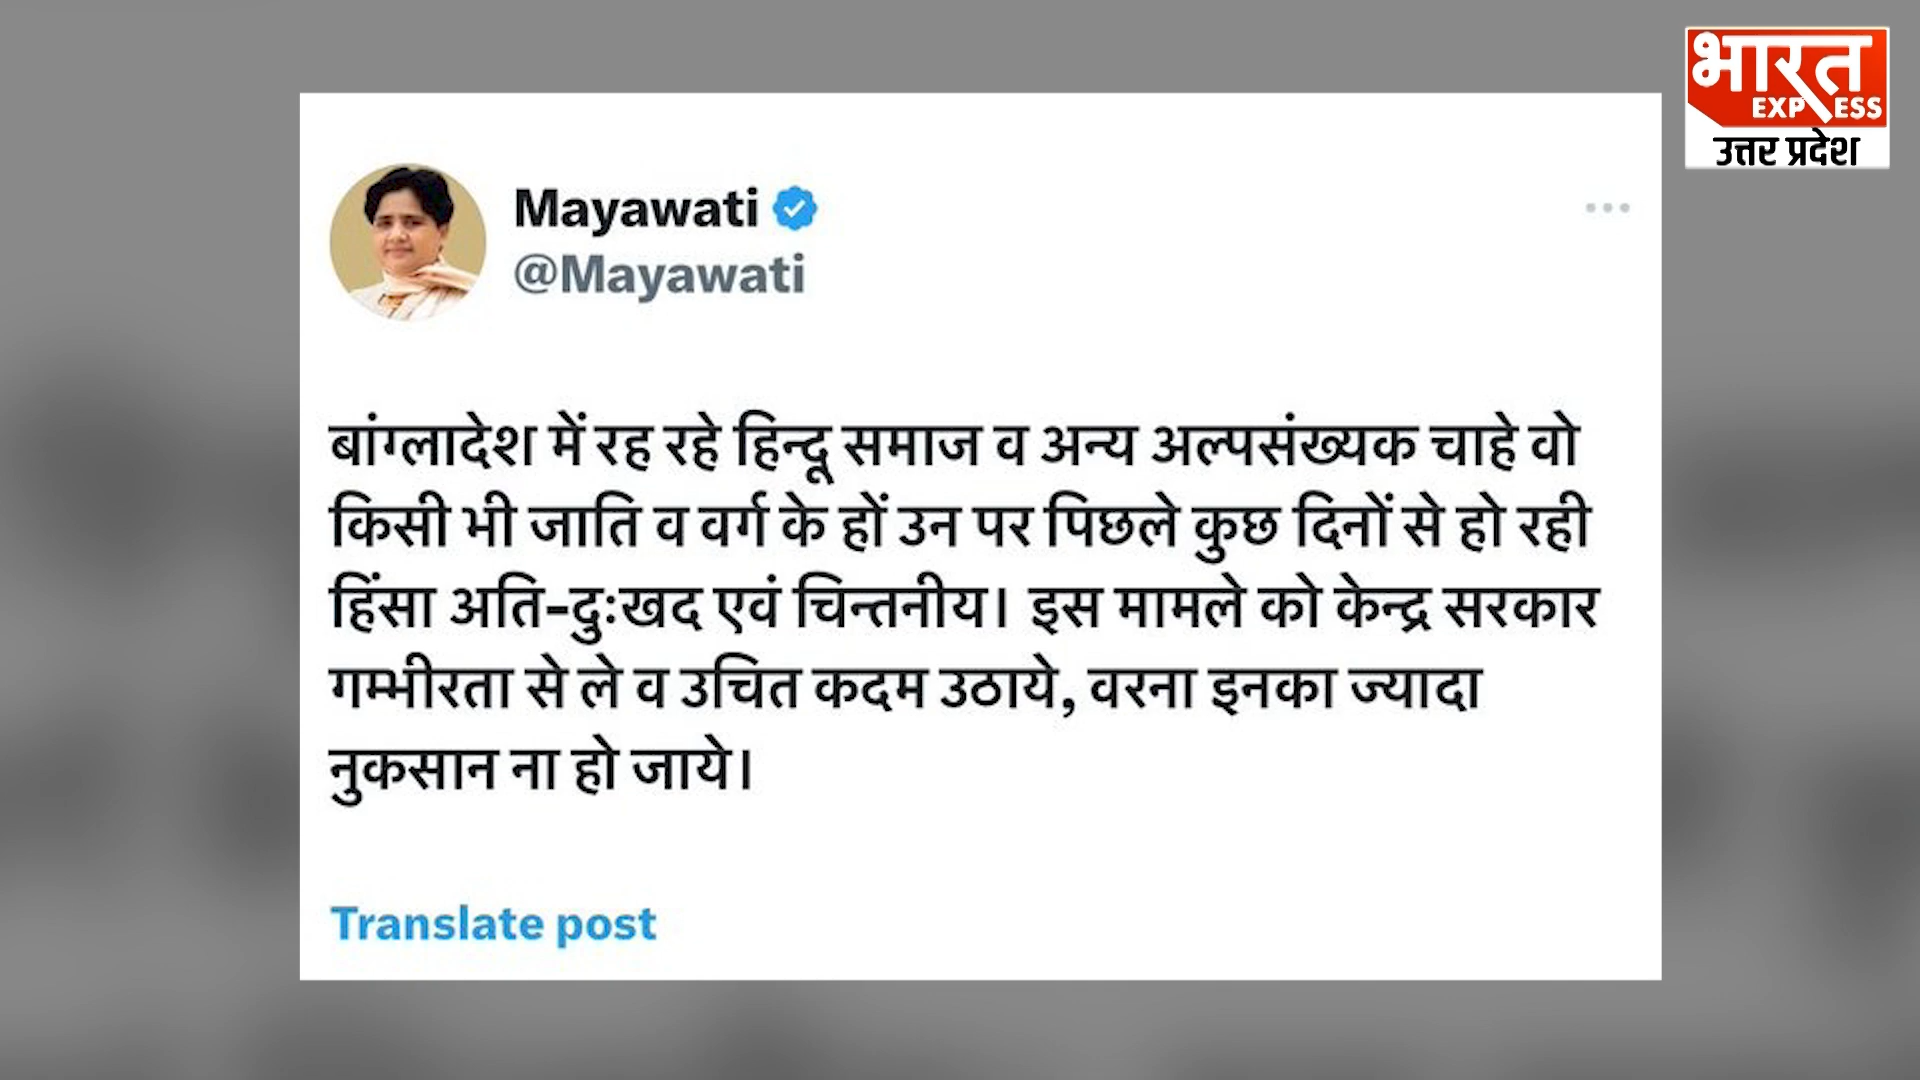 भारत
EXPRESS
उत्तर प्रदेश
Mayawati
@Mayawati
बांग्लादेश में रह रहे हिन्दू समाज व अन्य अल्पसंख्यक चाहे वो
किसी भी जाति व वर्ग के हों उन पर पिछले कुछ दिनों से हो रही
हिंसा अति-दुःखद एवं चिन्तनीय। इस मामले को केन्द्र सरकार
गम्भीरता से ले व उचित कदम उठाये, वरना इनका ज्यादा
नुकसान ना हो जाये।
Translate post